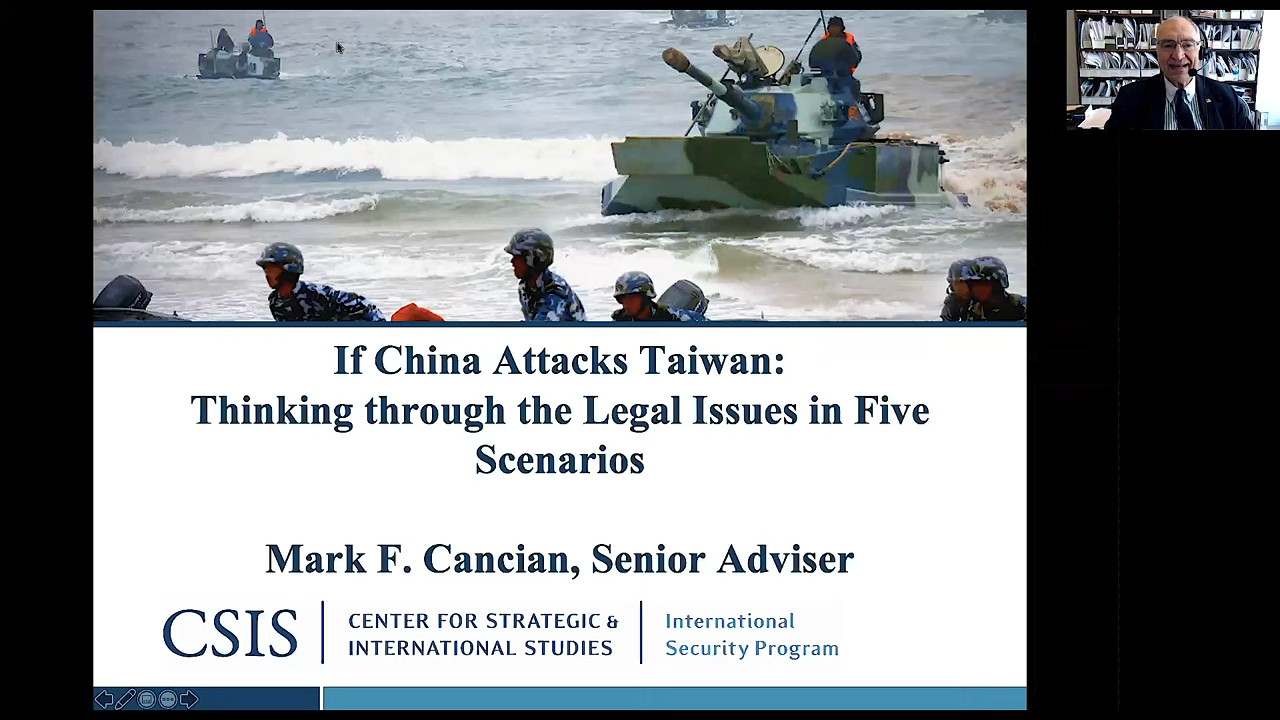 If China Attacks Taiwan:
Thinking through the Legal Issues in Five
Scenarios
Mark F. Cancian, Senior Adviser
CSIS
CENTER FOR STRATEGIC &
INTERNATIONAL STUDIES
International
Security Program